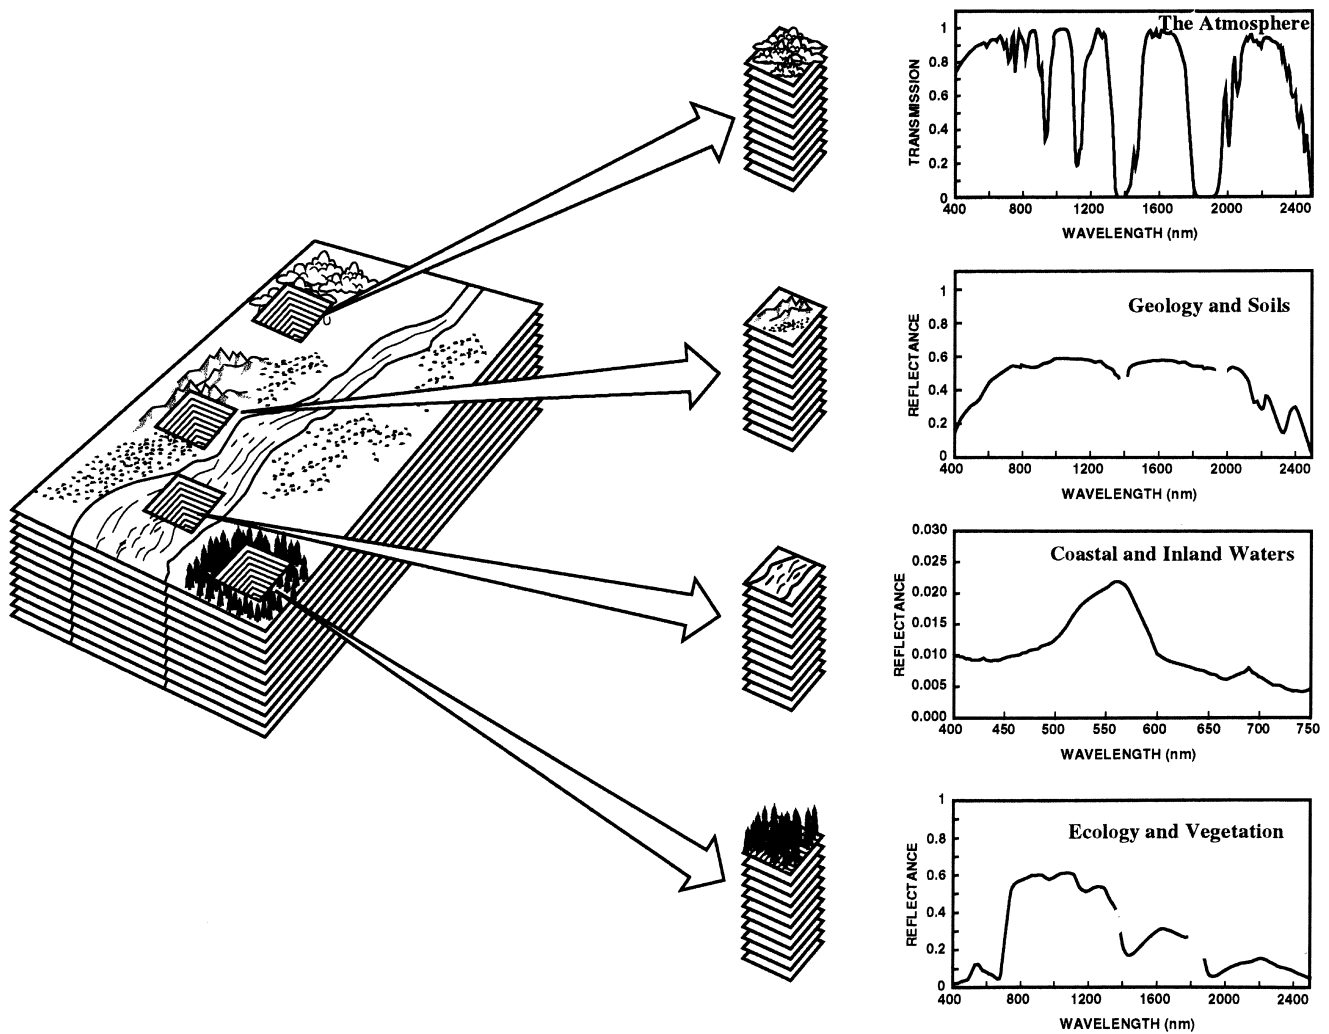 The Atmosphere
1
0.8
0.6
0.4
0.2
0
TRANSMISSION
400 800 1200 1600 2000 2400
WAVELENGTH (nm)
Geology and Soils
1
0.8
0.6
0.4
0.2
0
REFLECTANCE
400 800 1200 1600 2000 2400
WAVELENGTH (nm)
Coastal and Inland Waters
0.030
0.025
0.020
0.015
0.010
0.005
0.000
REFLECTANCE
400 450 500 550 600 650 700 750
WAVELENGTH (nm)
Ecology and Vegetation
1
0.8
0.6
0.4
0.2
0
REFLECTANCE
400 800 1200 1600 2000 2400
WAVELENGTH (nm)